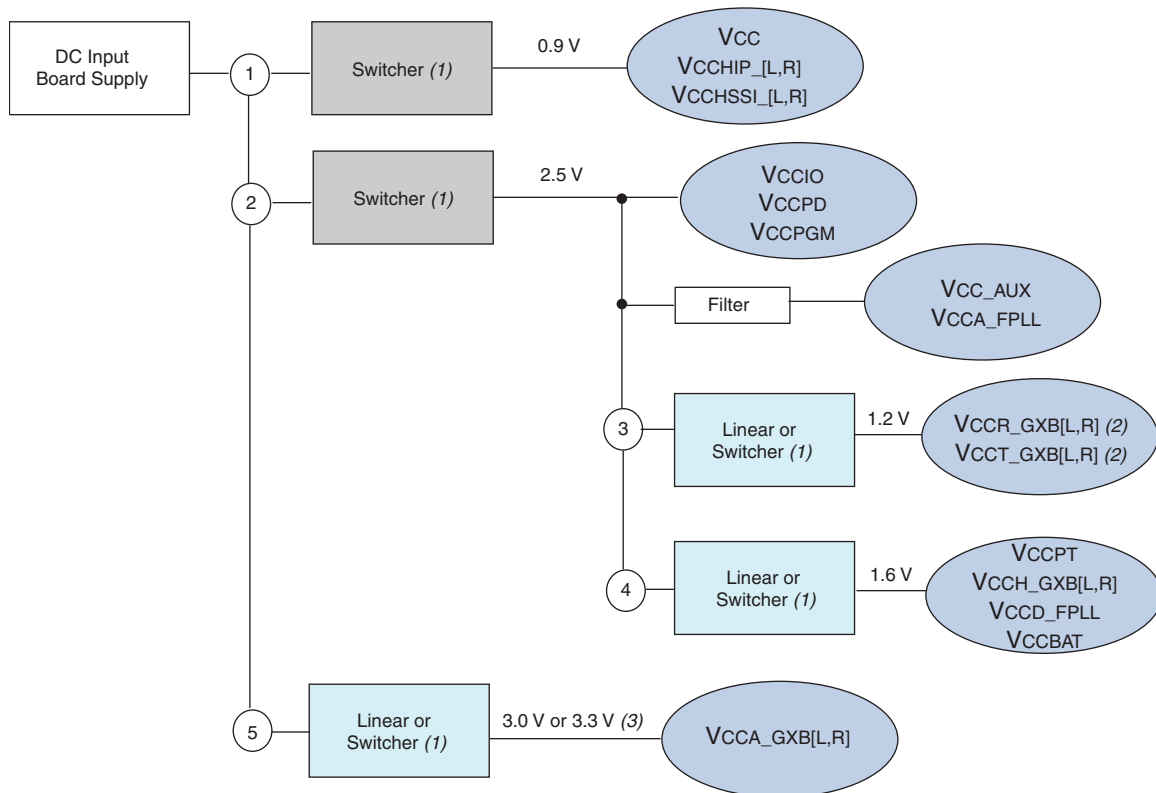 DC Input
Board Supply
1
Switcher (1)
0.9 V
VCC
VCCHIP_[L,R]
VCCHSSI_[L,R]
2
Switcher (1)
2.5 V
VCCIO
VCCPD
VCCPGM
Filter
VCC_AUX
VCCA_FPLL
3
Linear or
Switcher (1)
1.2 V
VCCR_GXB[L,R] (2)
VCCT_GXB[L,R] (2)
4
Linear or
Switcher (1)
1.6 V
VCCPT
VCCH_GXB[L,R]
VCCD_FPLL
VCCBAT
5
Linear or
Switcher (1)
3.0 V or 3.3 V (3)
VCCA_GXB[L,R]